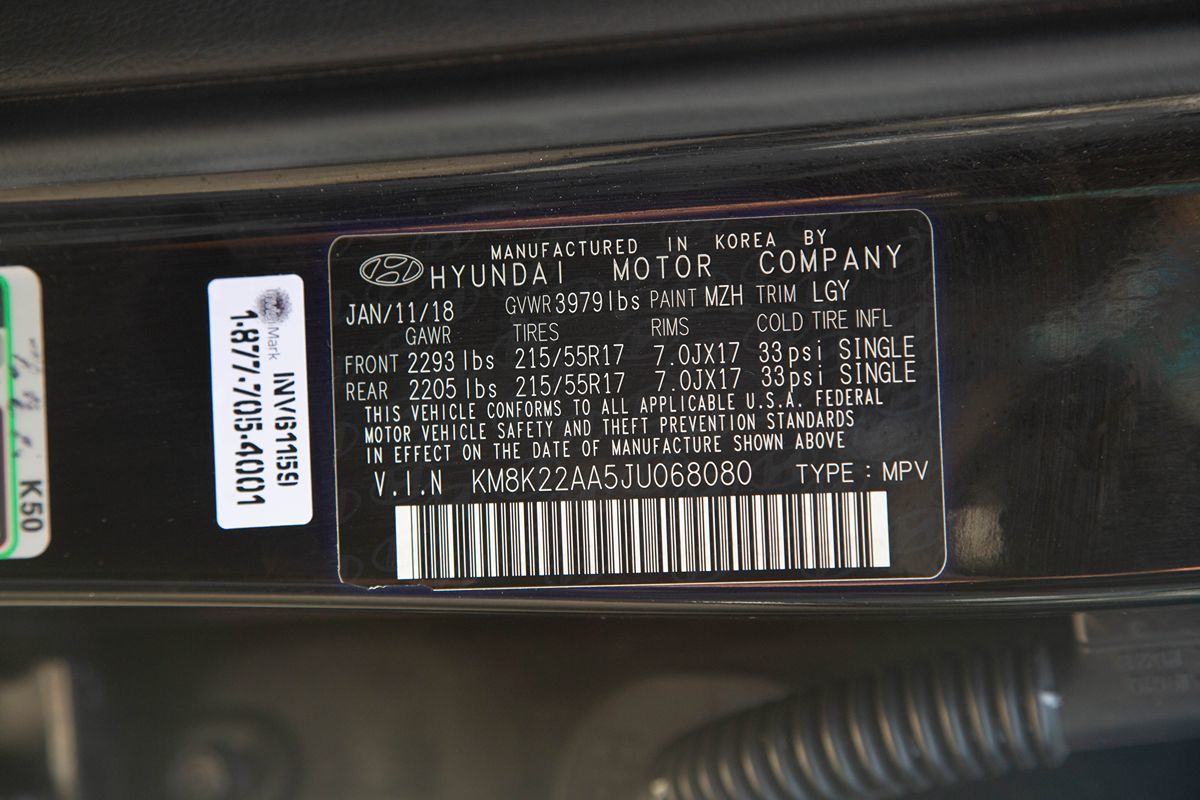 MANUFACTURED IN KOREA BY
HYUNDAI MOTOR COMPANY
JAN/11/18 GVWR 3979lbs PAINT MZH TRIM LGY
GAWR TIRES RIMS COLD TIRE INFL
FRONT 2293 lbs 215/55R17 7.0JX17 33psi SINGLE
REAR 2205 lbs 215/55R17 7.0JX17 33psi SINGLE
THIS VEHICLE CONFORMS TO ALL APPLICABLE U.S.A. FEDERAL
MOTOR VEHICLE SAFETY AND THEFT PREVENTION STANDARDS
IN EFFECT ON THE DATE OF MANUFACTURE SHOWN ABOVE
V.I.N KM8K22AA5JU068080 TYPE : MPV
Mark
INV61159
1-877-705-4001
K50